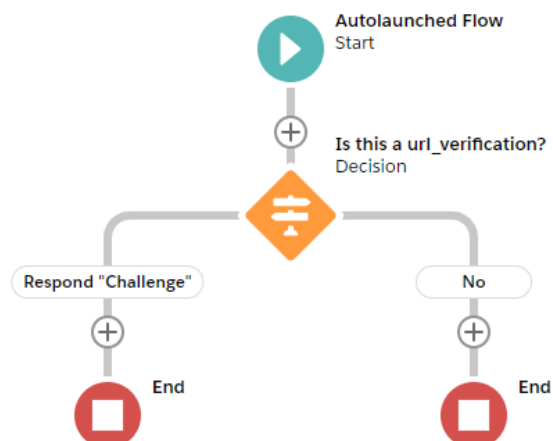 Autolaunched Flow
Start
Is this a url_verification?
Decision
Respond "Challenge"
No
End
End